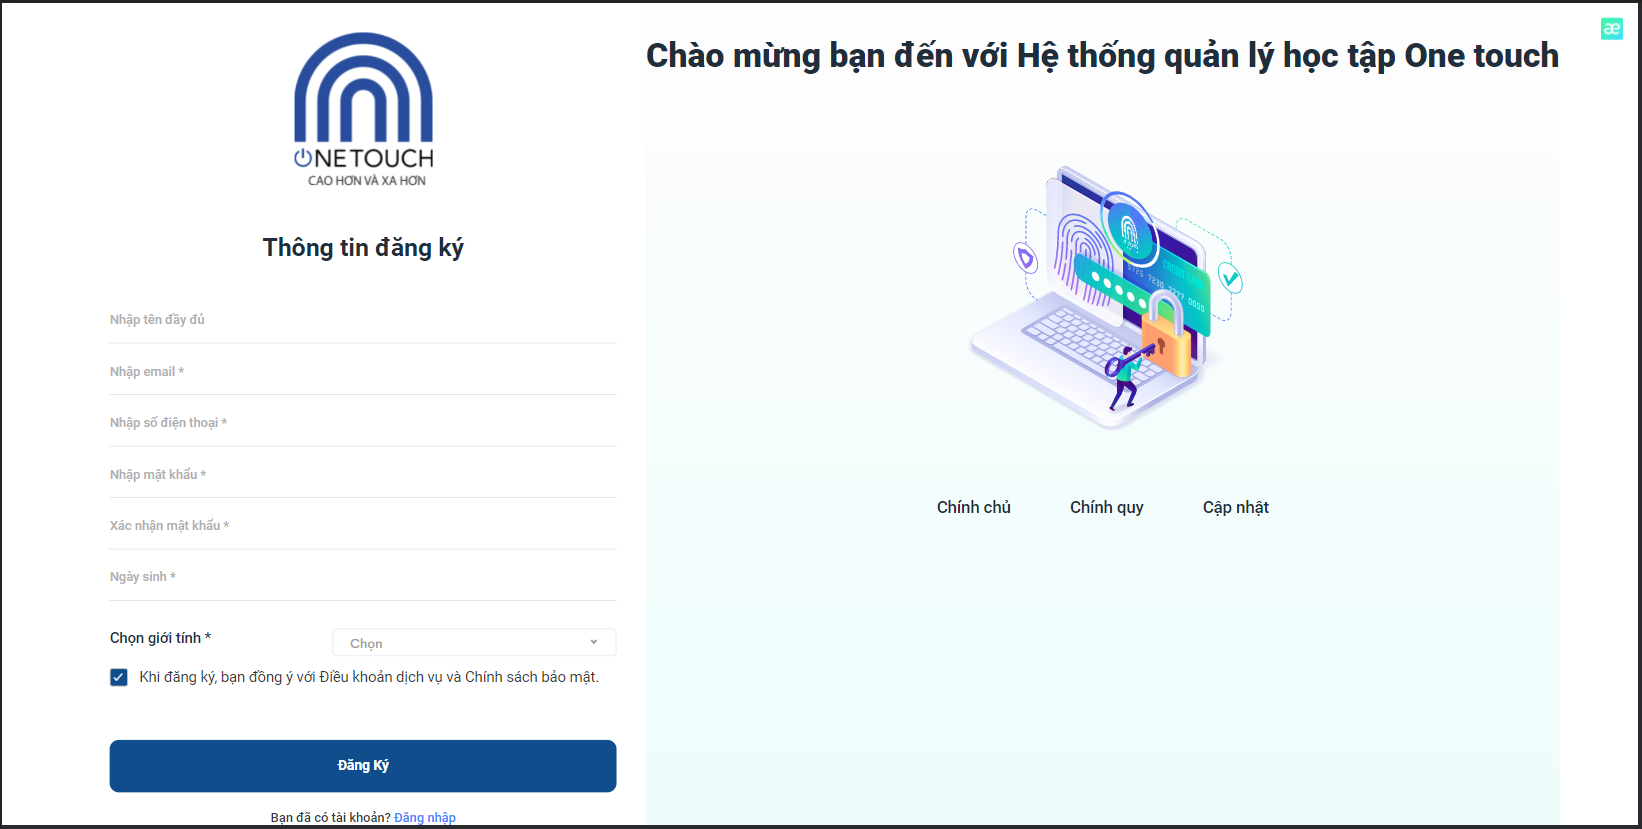 ONETOUCH
CAO HƠN VÀ XA HƠN
Thông tin đăng ký
Nhập tên đầy đủ
Nhập email *
Nhập số điện thoại *
Nhập mật khẩu *
Xác nhận mật khẩu *
Ngày sinh *
Chọn giới tính *
Chọn
Khi đăng ký, bạn đồng ý với Điều khoản dịch vụ và Chính sách bảo mật.
Đăng Ký
Bạn đã có tài khoản? Đăng nhập
Chào mừng bạn đến với Hệ thống quản lý học tập One touch
CREDIT
7230 7777 0000
Chính chủ
Chính quy
Cập nhật
æ